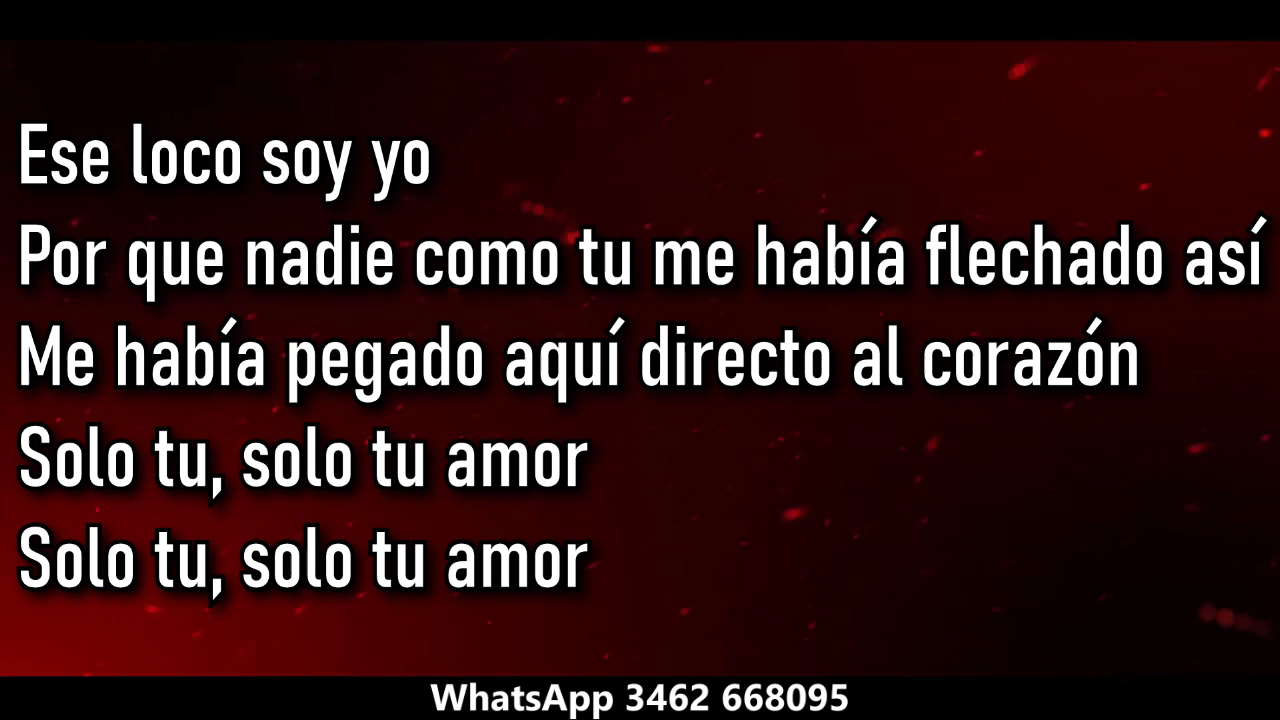 Ese loco soy yo
Por que nadie como tu me había flechado así
Me había pegado aquí directo al corazón
Solo tu, solo tu amor
Solo tu, solo tu amor
WhatsApp 3462 668095